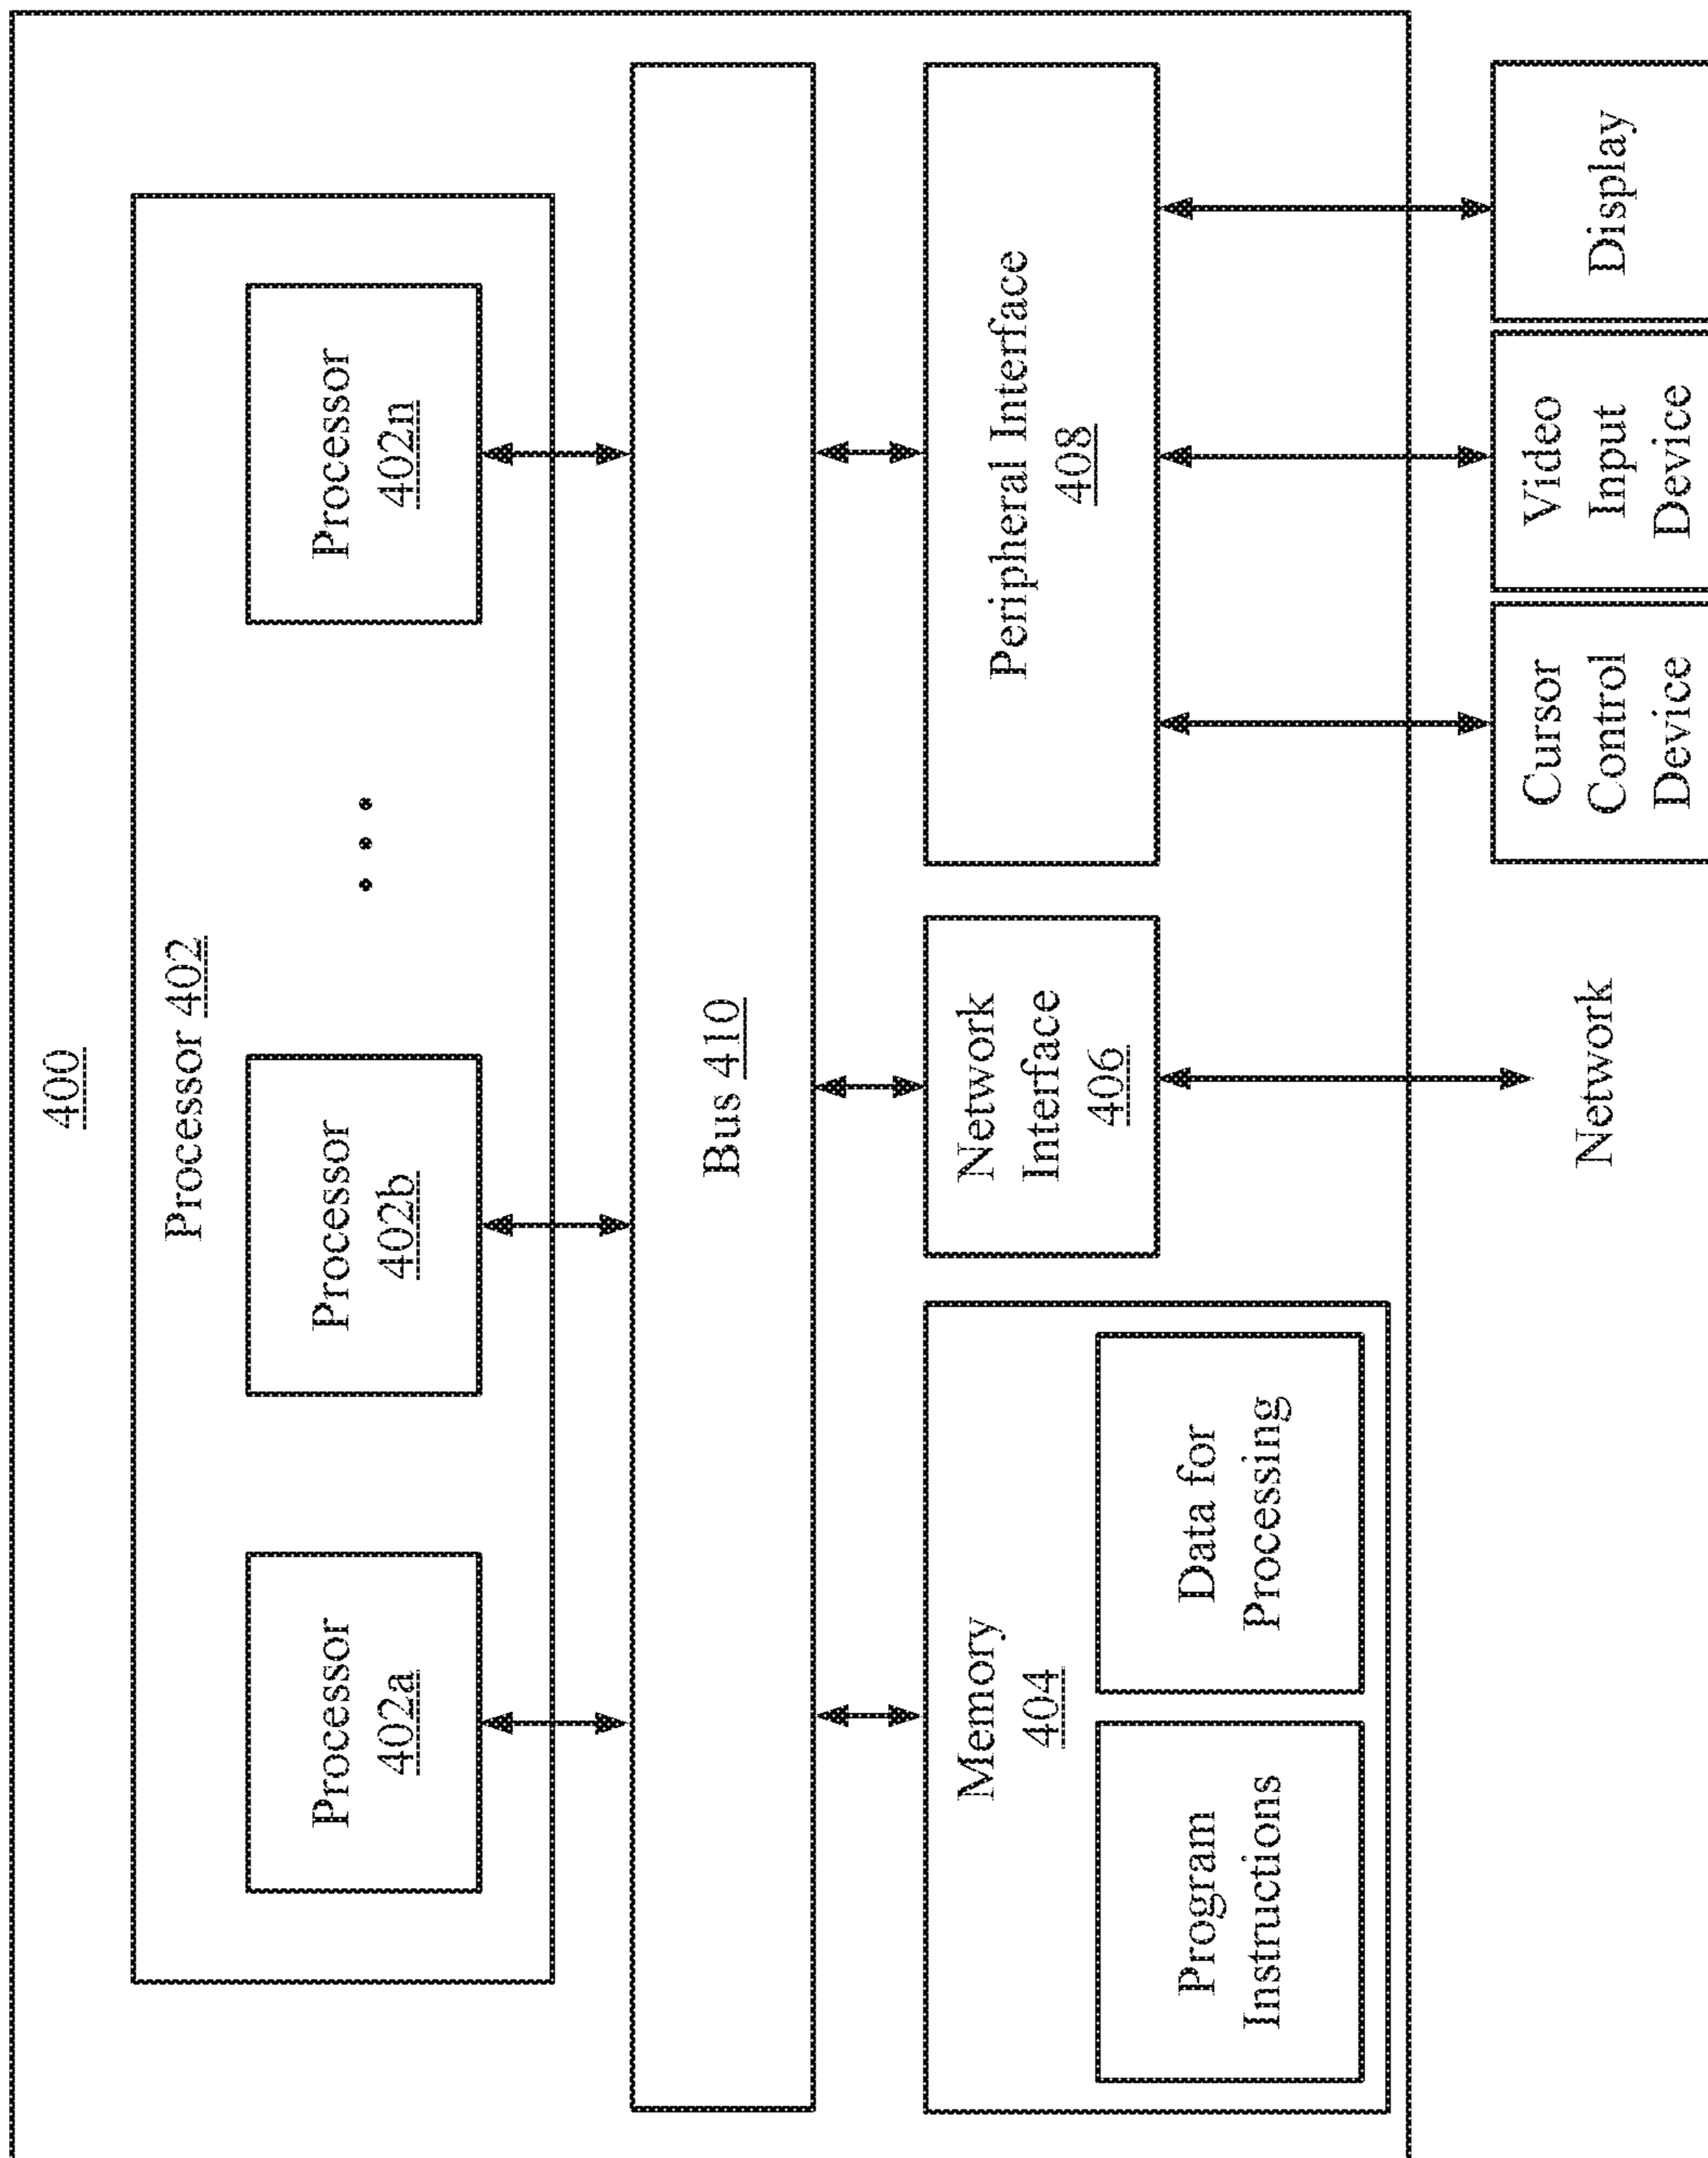 400
Processor 402
Processor
402a
Processor
402b
Processor
402n
Bus 410
Memory
404
Program
Instructions
Data for
Processing
Network
Interface
406
Peripheral Interface
408
Network
Cursor
Control
Device
Video
Input
Device
Display